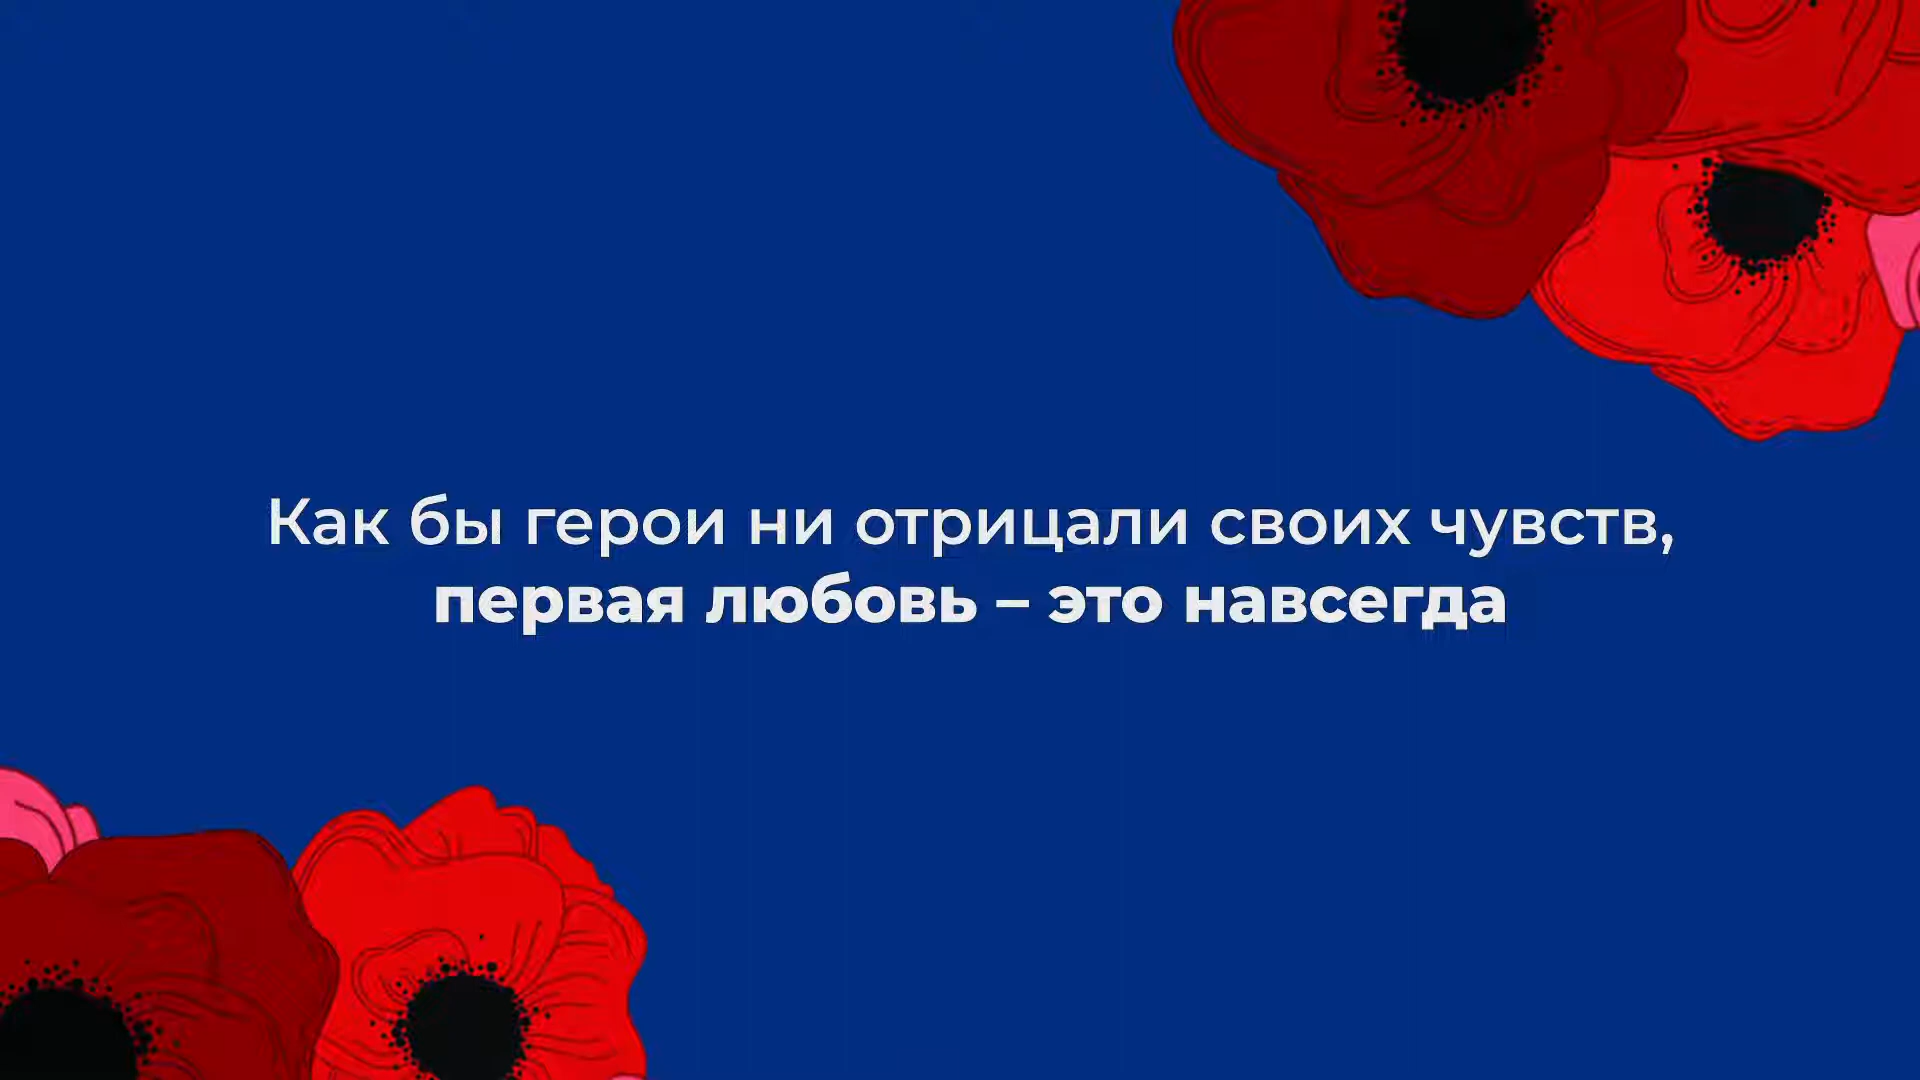 Как бы герои ни отрицали своих чувств,
первая любовь – это навсегда